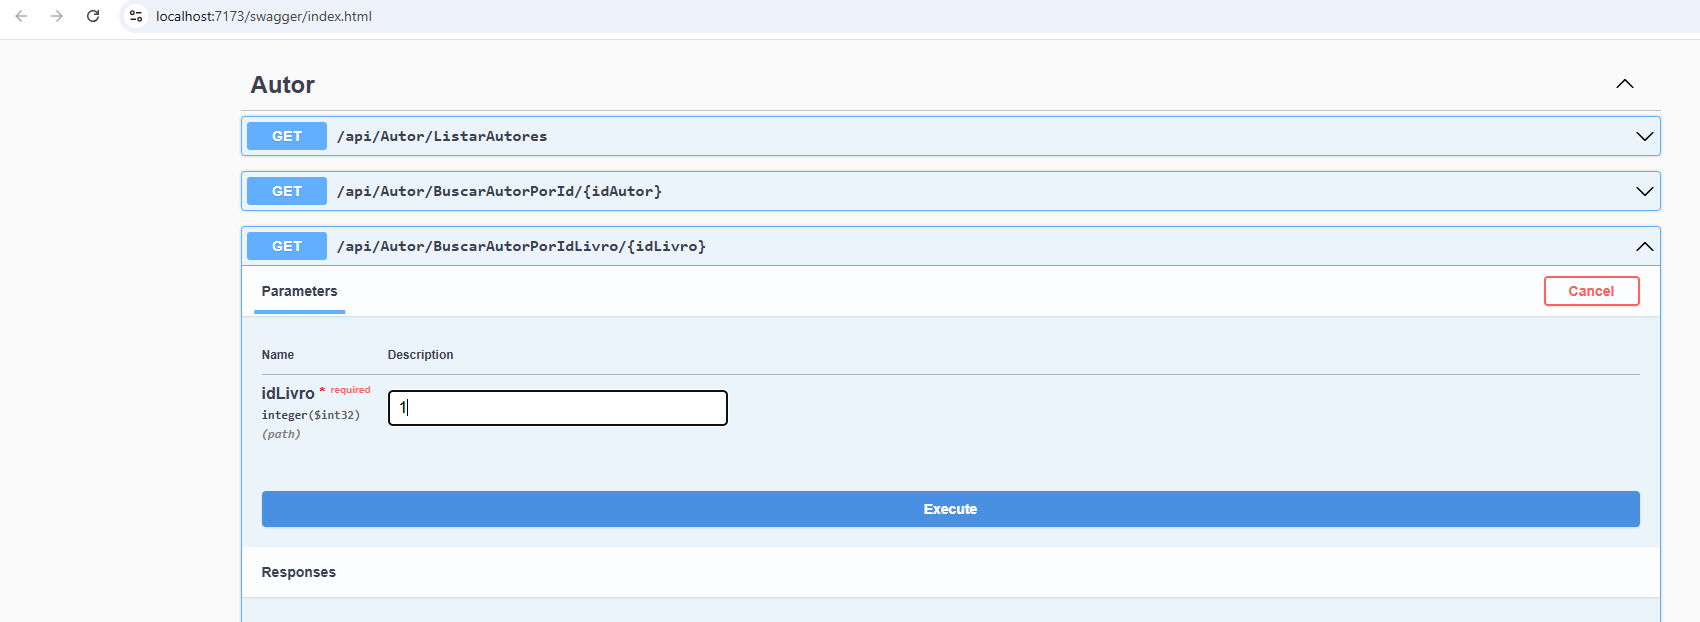 localhost:7173/swagger/index.html
Autor
GET /api/Autor/ListarAutores
GET /api/Autor/BuscarAutorPorId/{idAutor}
GET /api/Autor/BuscarAutorPorIdLivro/{idLivro}
Parameters Cancel
Name Description
idLivro * required
1
integer($int32)
(path)
Execute
Responses